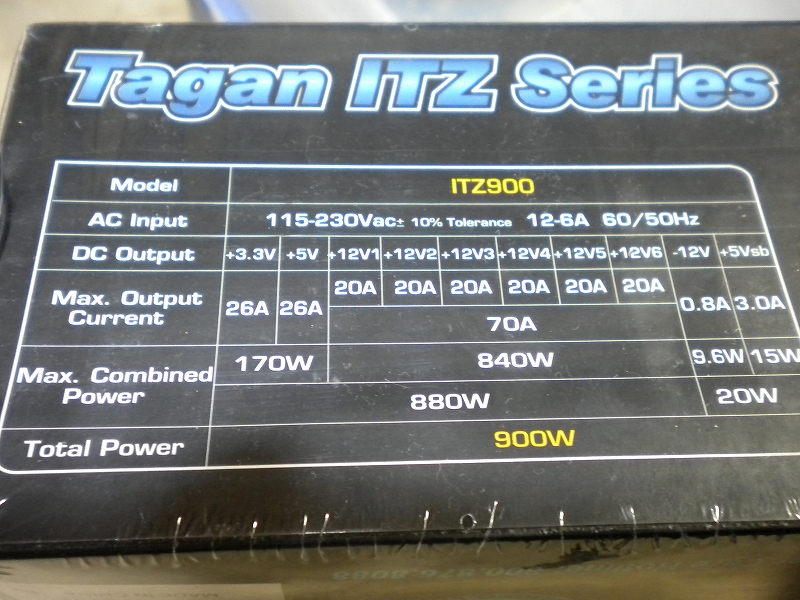 Tagan ITZ Series
Model ITZ900
AC Input 115-230Vac± 10% Tolerance 12-6A 60/50Hz
DC Output +3.3V +5V +12V1 +12V2 +12V3 +12V4 +12V5 +12V6 -12V +5Vsb
Max. Output Current 26A 26A 20A 20A 20A 20A 20A 20A 0.8A 3.0A
70A
Max. Combined Power 170W 840W 9.6W 15W
880W 20W
Total Power 900W